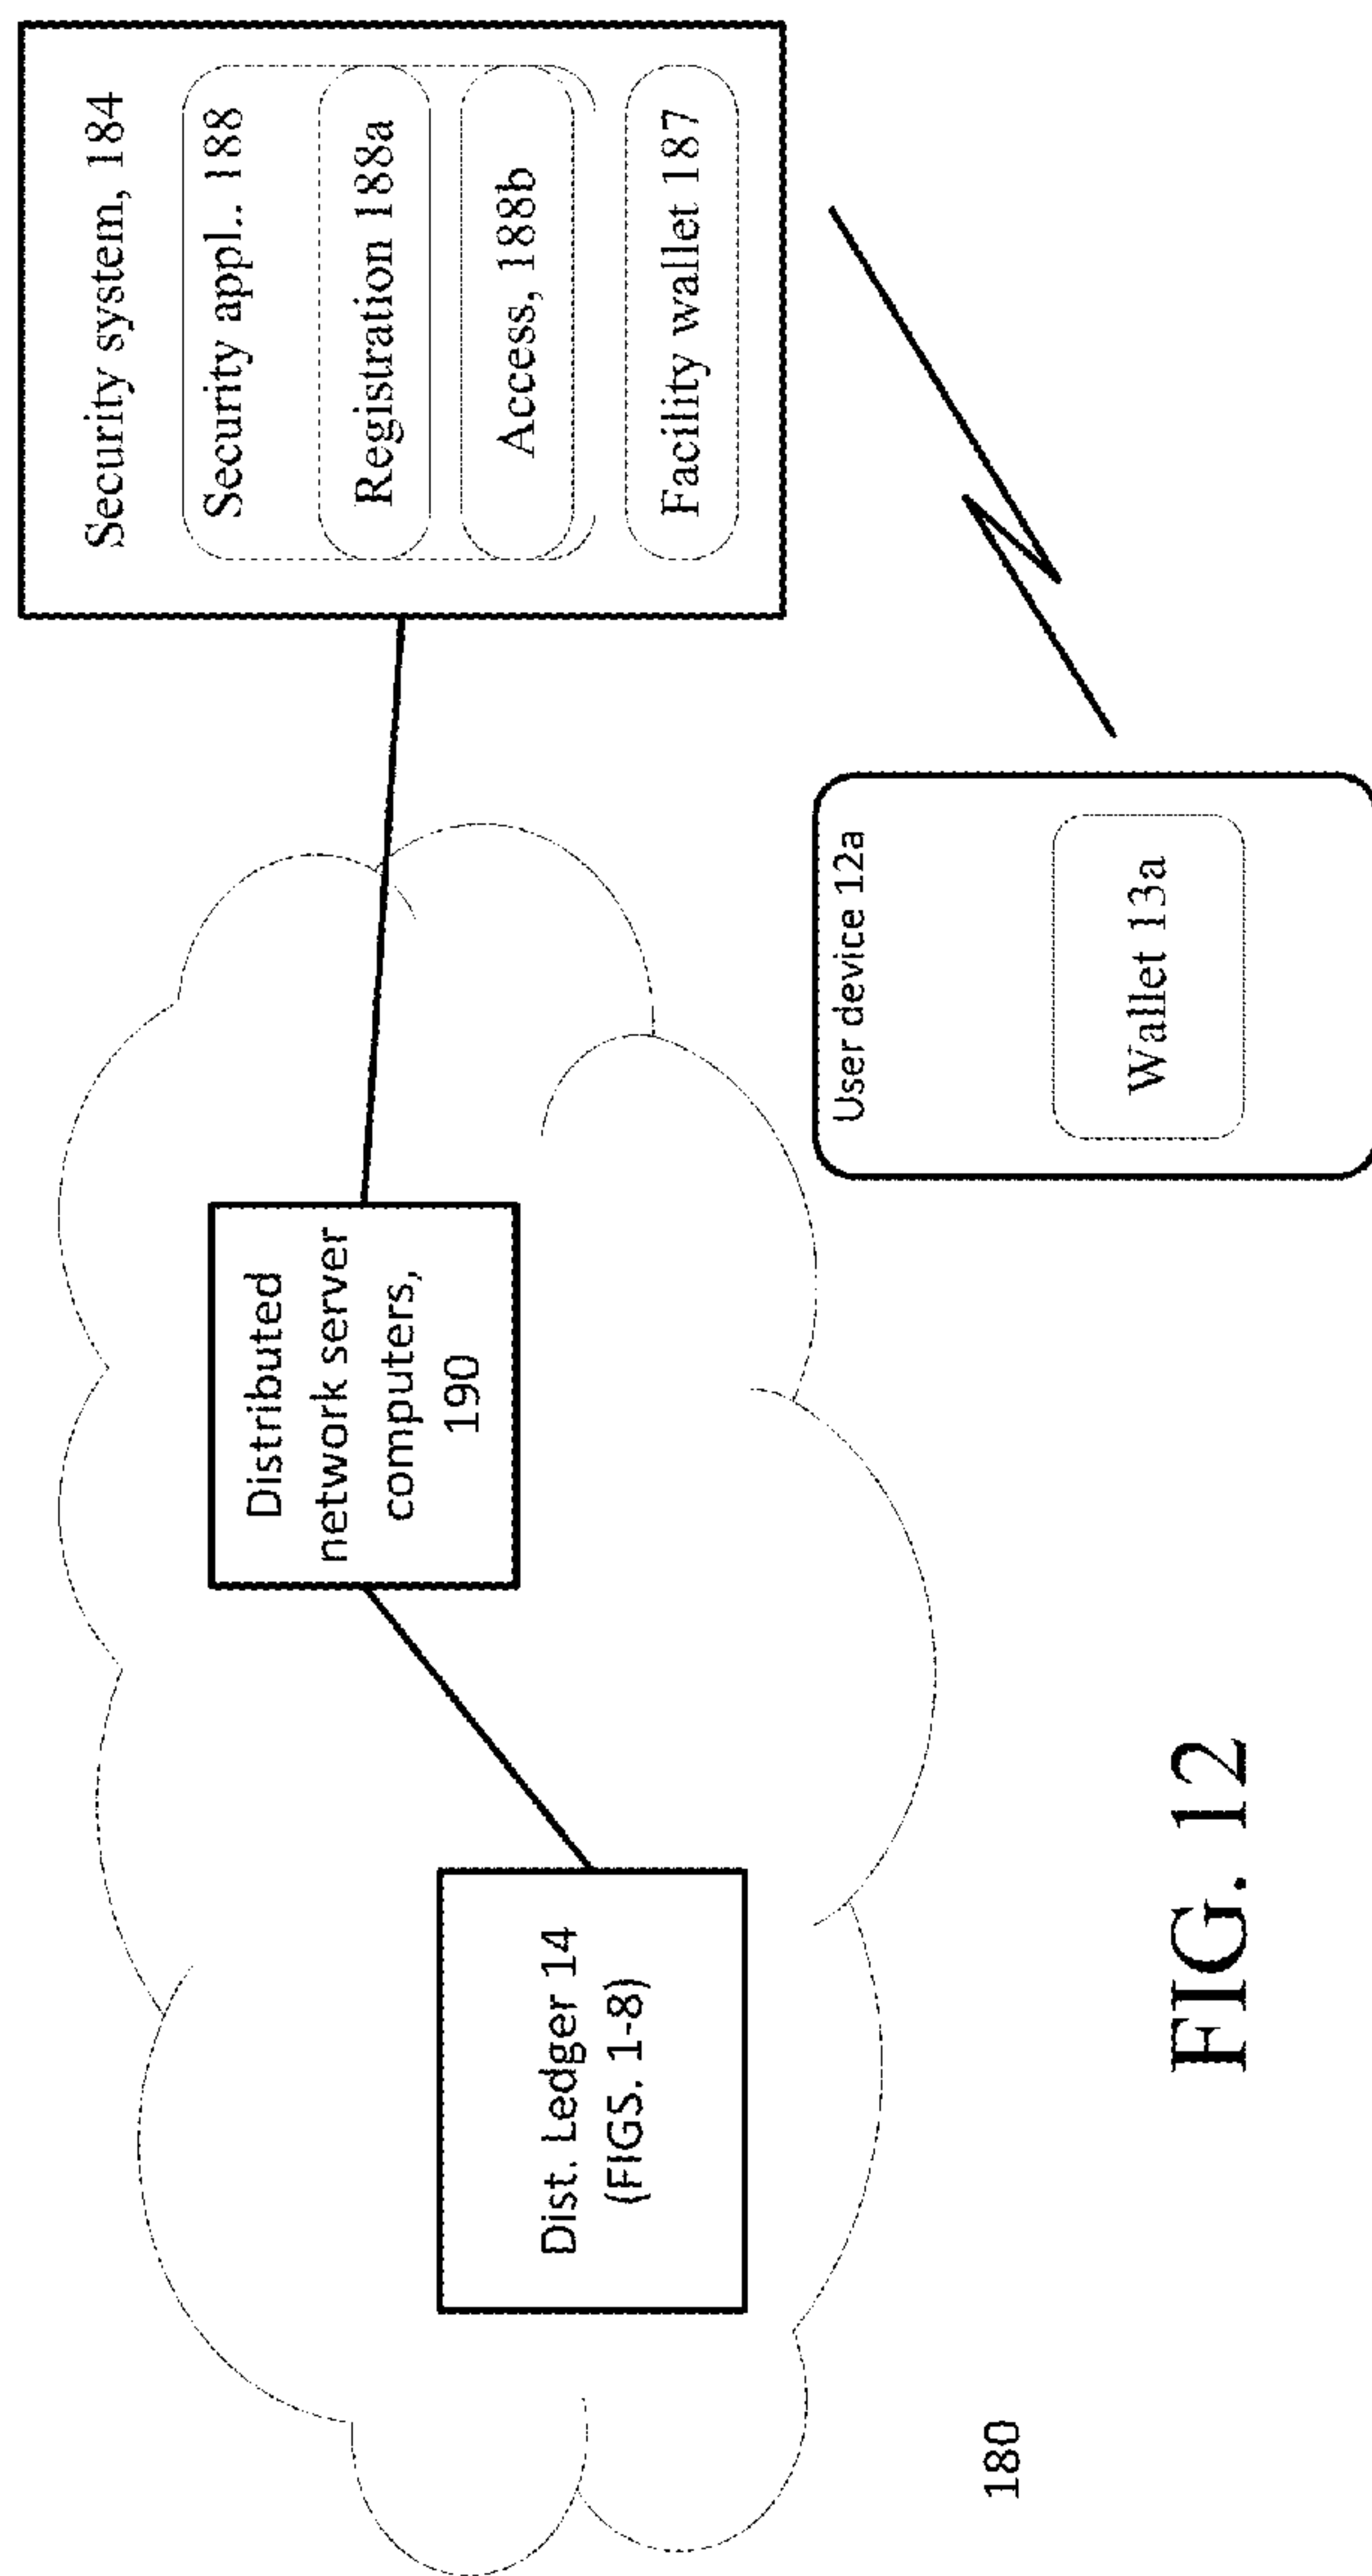 Security system, 184
Security appl.. 188
Registration 188a
Access, 188b
Facility wallet 187
Distributed
network server
computers,
190
Dist. Ledger 14
(FIGS. 1-8)
User device 12a
Wallet 13a
180
FIG. 12